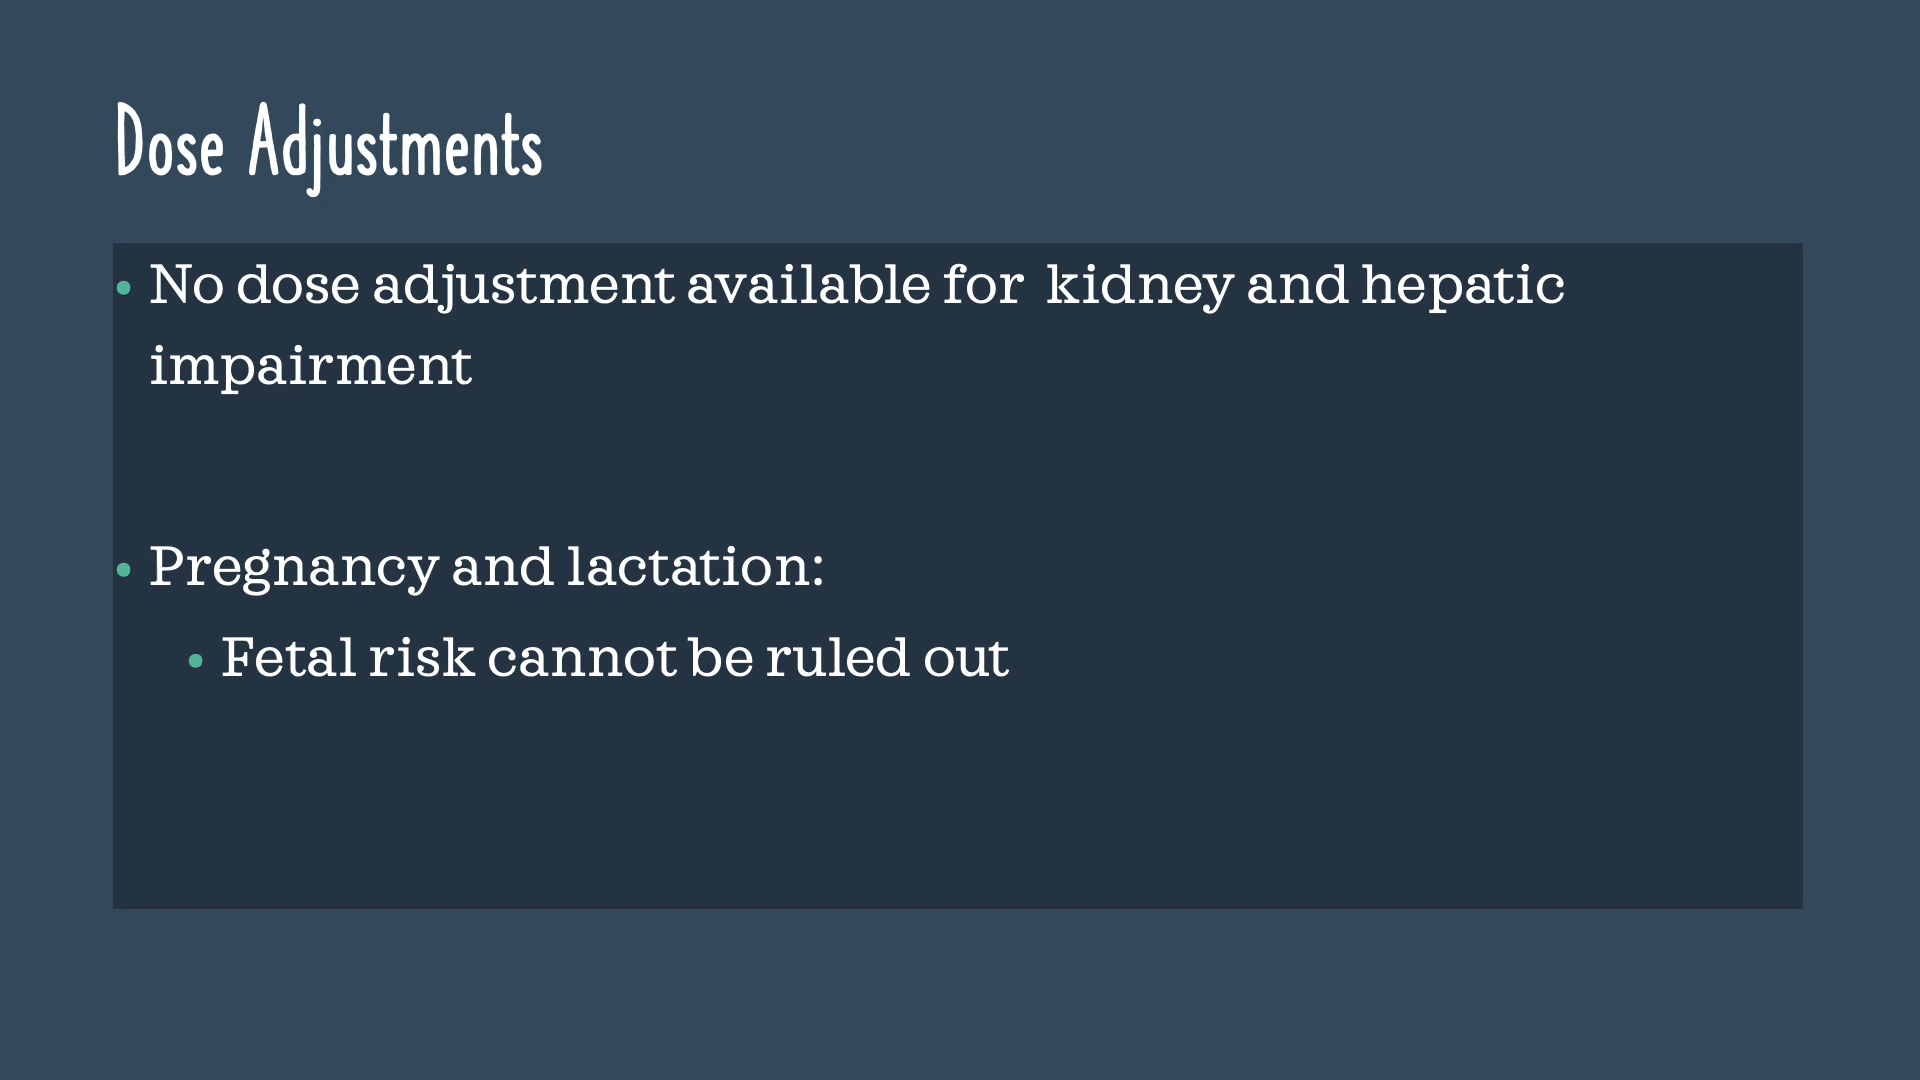 Dose Adjustments
• No dose adjustment available for  kidney and hepatic
impairment
• Pregnancy and lactation:
• Fetal risk cannot be ruled out